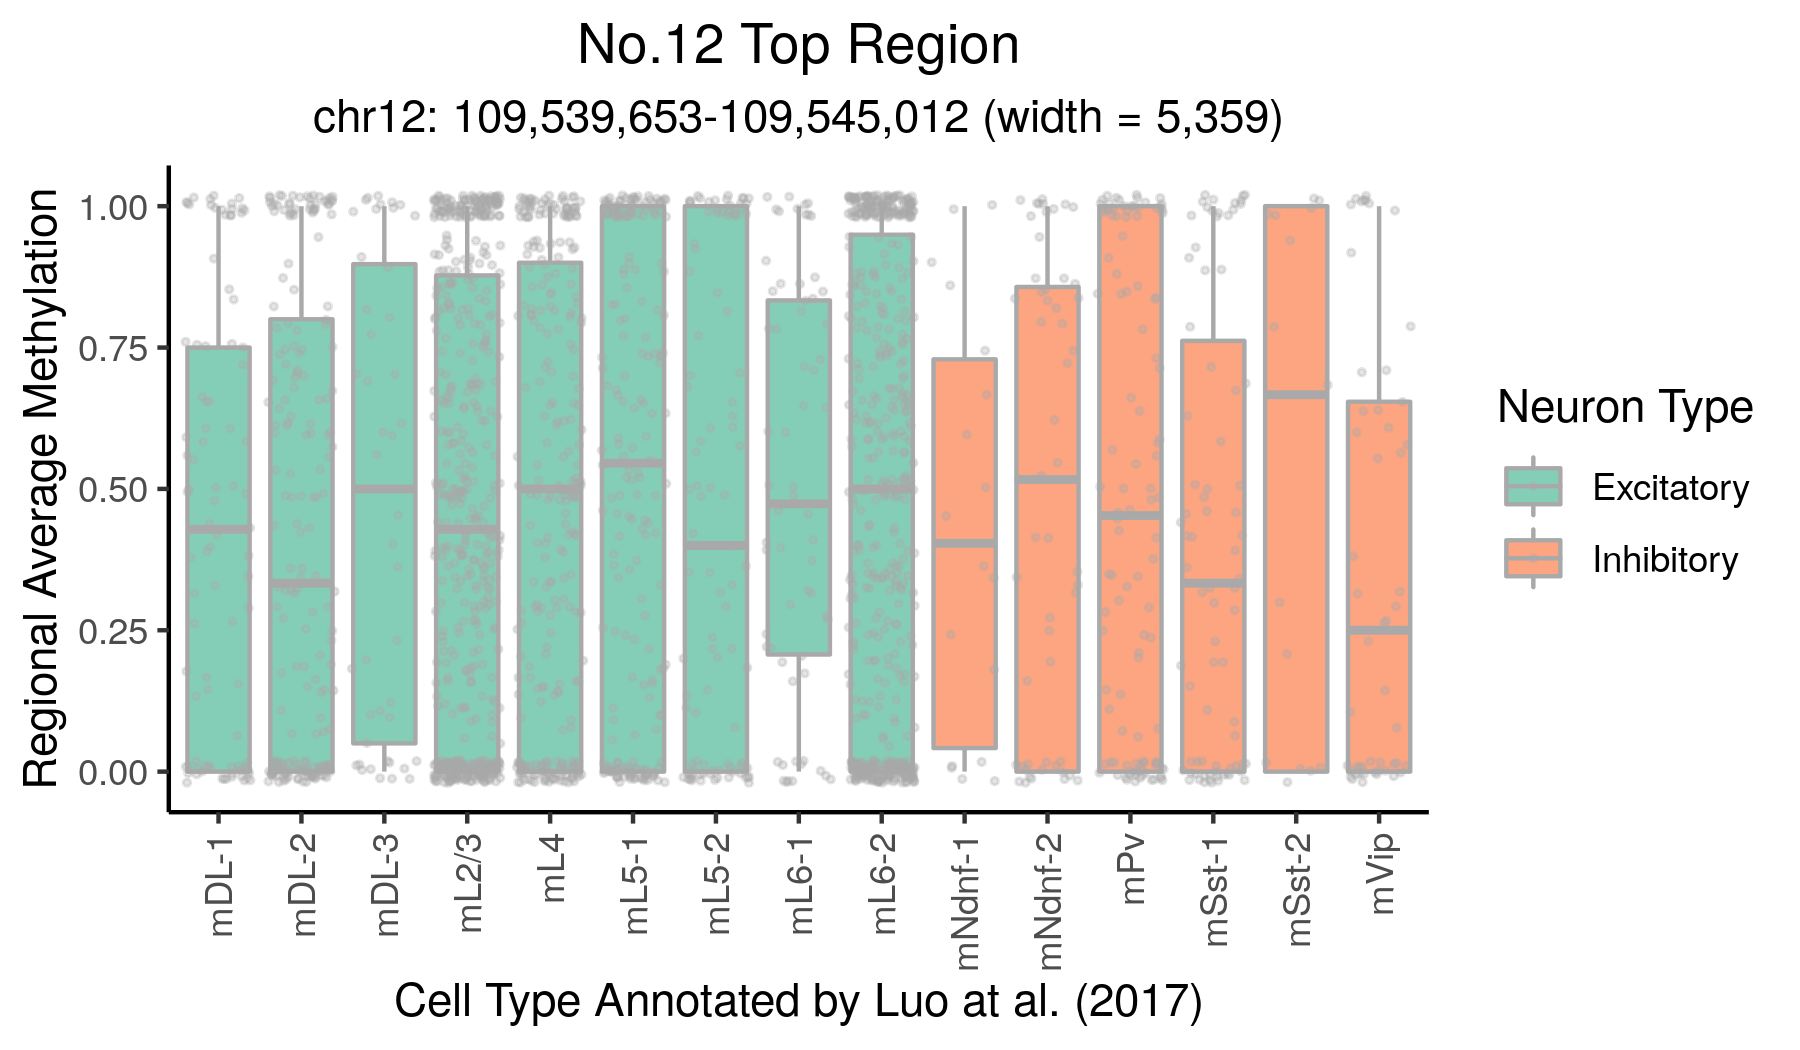 No.12 Top Region
chr12: 109,539,653-109,545,012 (width = 5,359)
Regional Average Methylation
1.00
0.75
0.50
0.25
0.00
mDL-1
mDL-2
mDL-3
mL2/3
mL4
mL5-1
mL5-2
mL6-1
mL6-2
mNdnf-1
mNdnf-2
mPv
mSst-1
mSst-2
mVip
Cell Type Annotated by Luo at al. (2017)
Neuron Type
Excitatory
Inhibitory